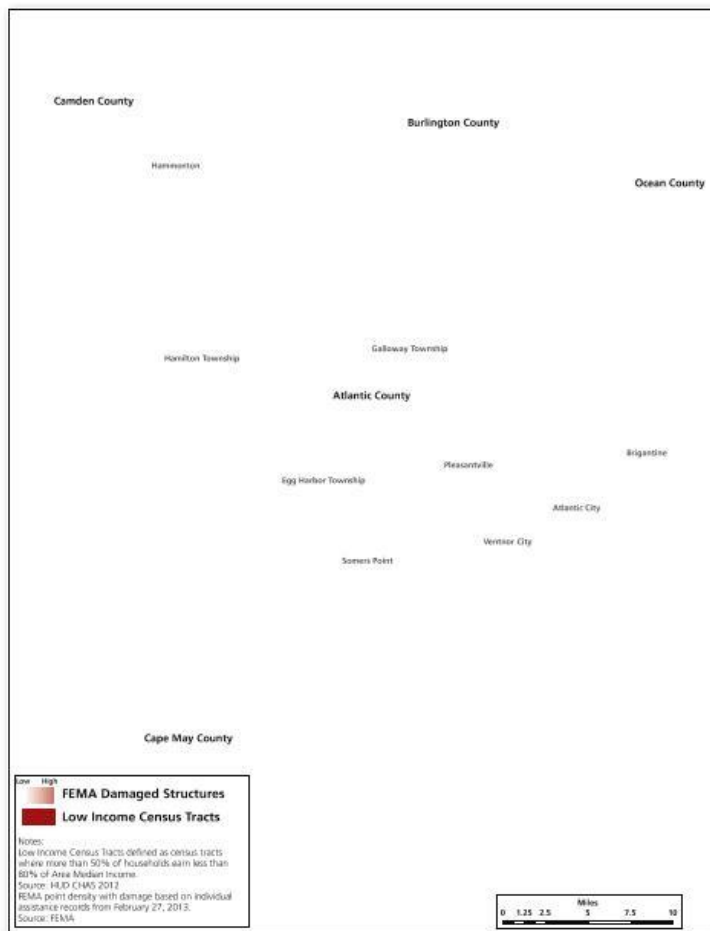 Camden County
Burlington County
Hammonton
Ocean County
Galloway Township
Hamilton Township
Atlantic County
Brigantine
Pleasantville
Egg Harbor Township
Atlantic City
Ventnor City
Somers Point
Cape May County
Low High
FEMA Damaged Structures
Low Income Census Tracts
Notes:
Low Income Census Tracts defined as census tracts
where more than 50% of households earn less than
80% of Area Median Income.
Source: HUD CHAS 2012
FEMA point density with damage based on individual
assistance records from February 27, 2013.
Source: FEMA
Miles
0 1.25 2.5 5 7.5 10